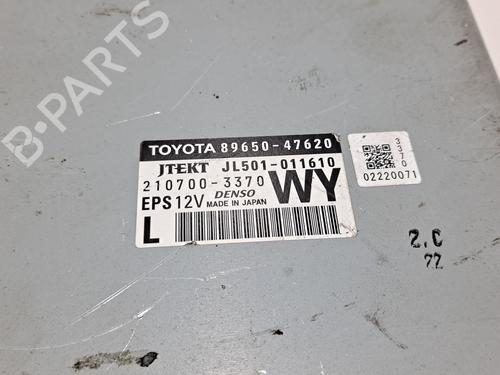 TOYOTA 89650-47620
JTEKT JL501-011610
210700-3370 WY
DENSO
EPS 12V MADE IN JAPAN
L
3370
02220071
2.C
72
B-PARTS